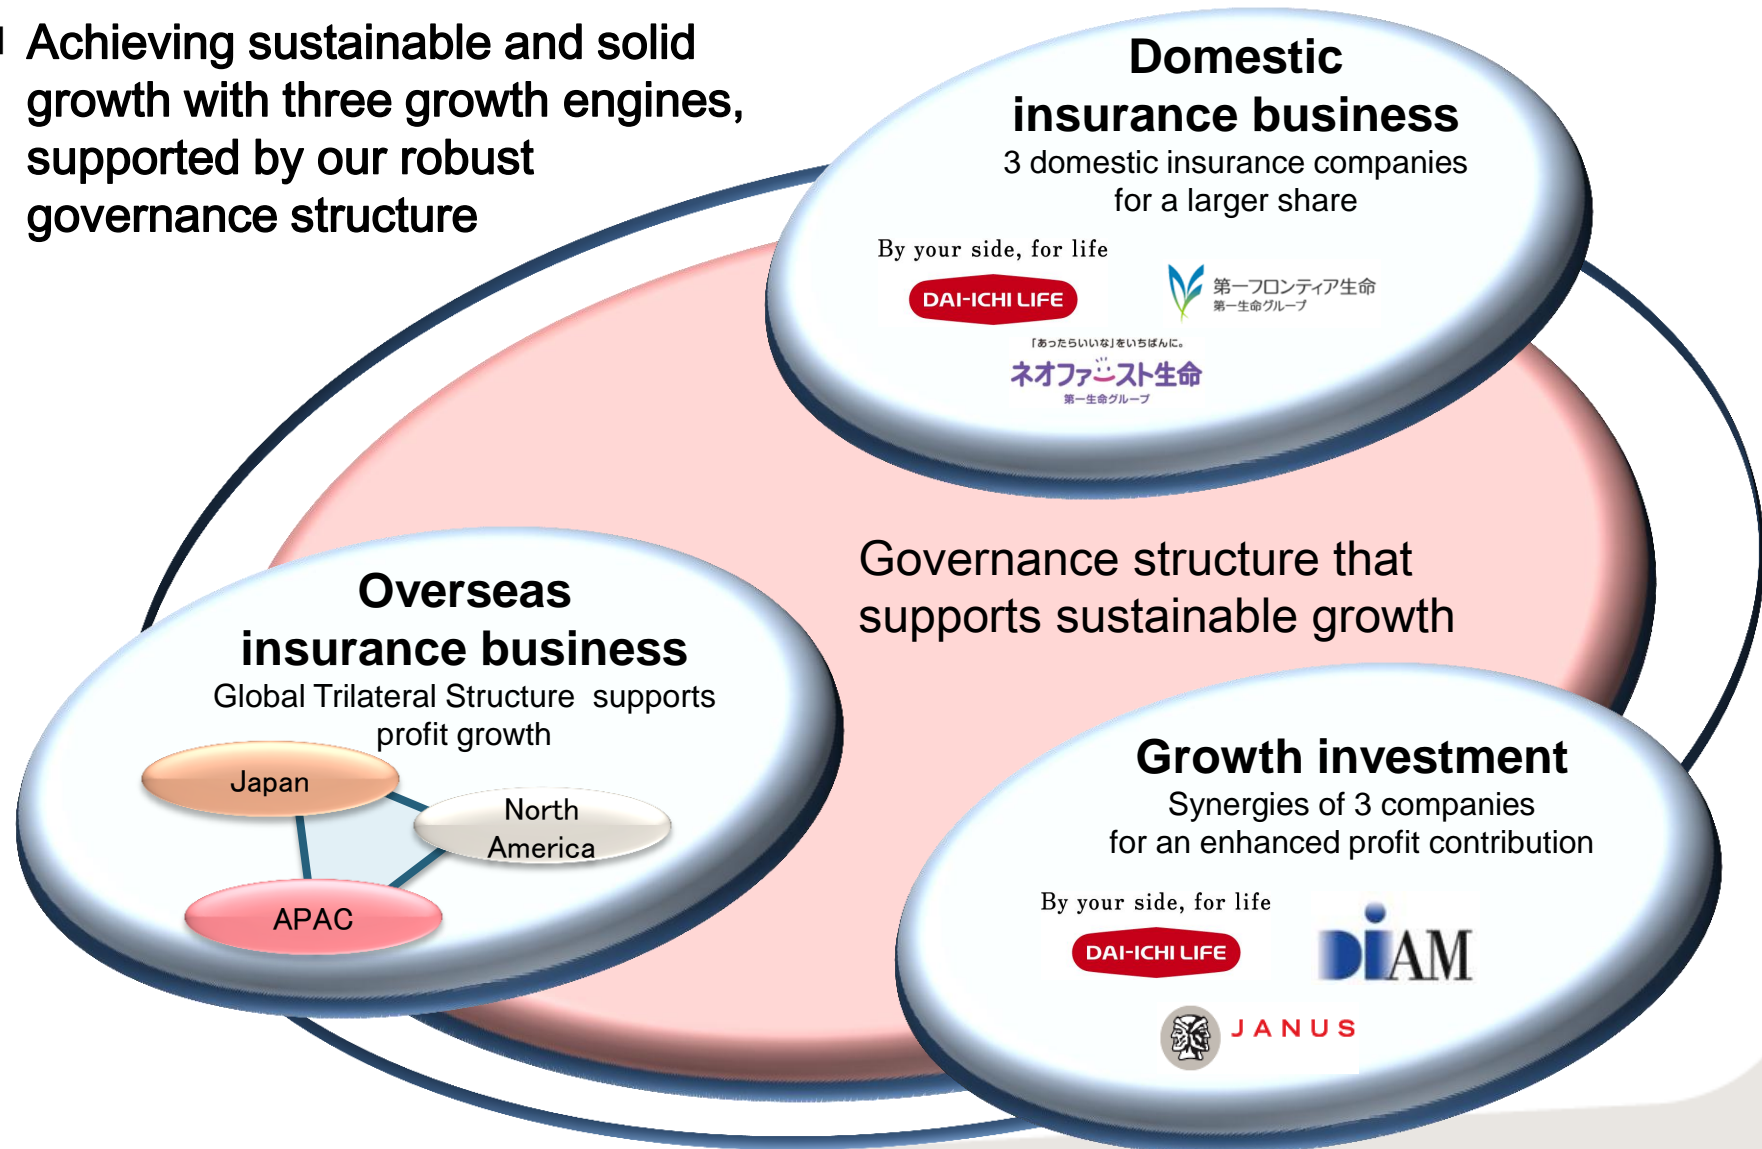 Achieving sustainable and solid
growth with three growth engines,
supported by our robust
governance structure
Domestic
insurance business
3 domestic insurance companies
for a larger share
By your side, for life
DAI-ICHI LIFE
第一フロンティア生命
第一生命グループ
「あったらいいな」をいちばんに。
ネオファースト生命
第一生命グループ
Governance structure that
supports sustainable growth
Overseas
insurance business
Global Trilateral Structure supports
profit growth
Japan
North
America
APAC
Growth investment
Synergies of 3 companies
for an enhanced profit contribution
By your side, for life
DAI-ICHI LIFE
DIAM
JANUS